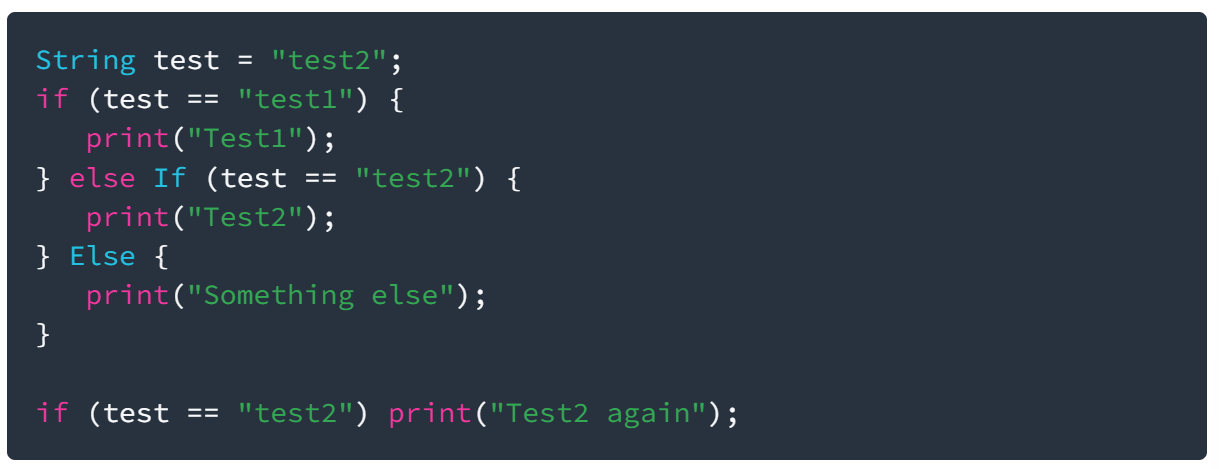 String test = "test2";
if (test == "test1") {
   print("Test1");
} else If (test == "test2") {
   print("Test2");
} Else {
   print("Something else");
}

if (test == "test2") print("Test2 again");